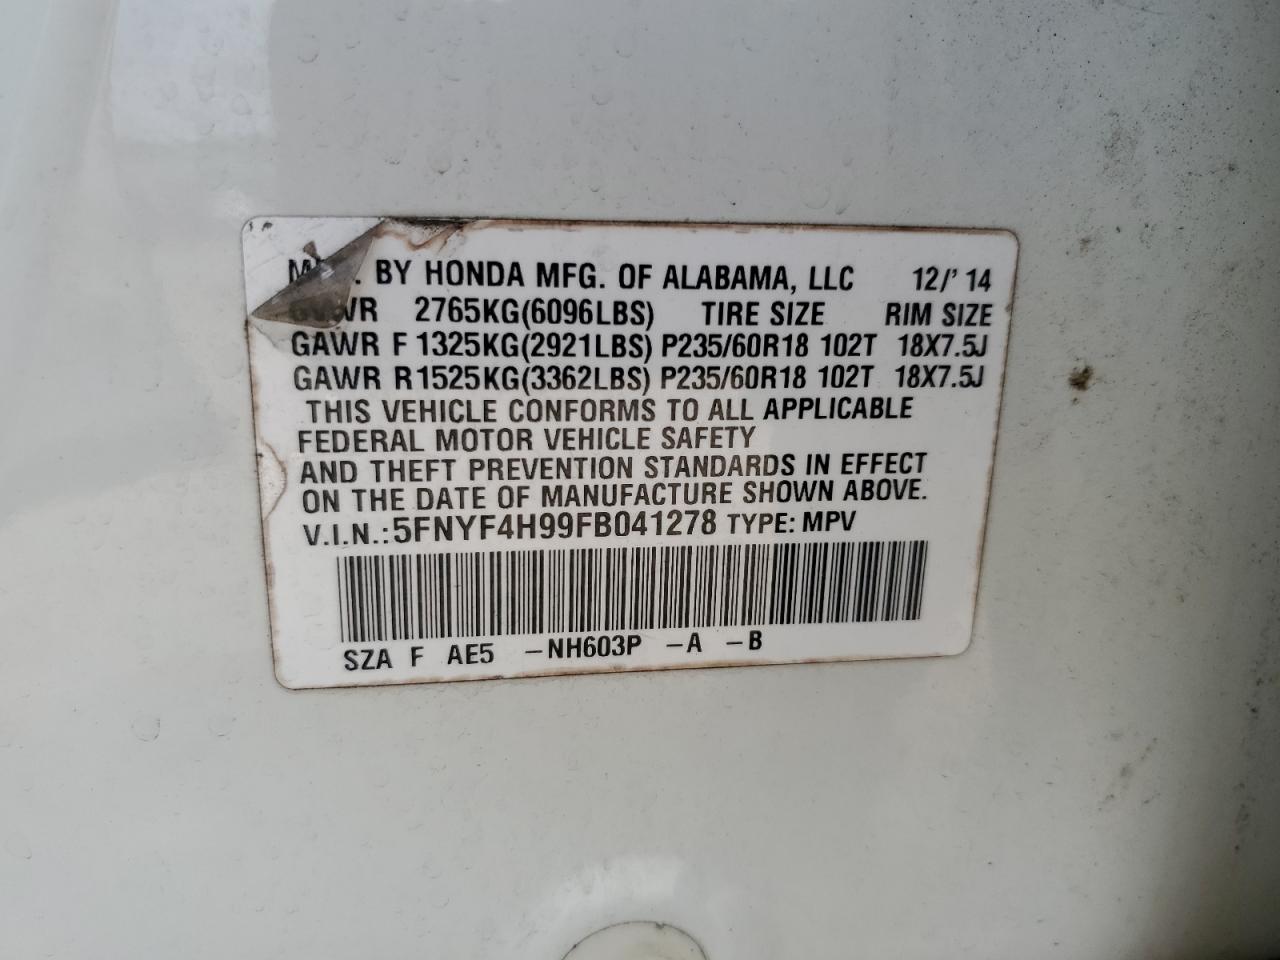 BY HONDA MFG. OF ALABAMA, LLC 12/'14
GVWR 2765KG(6096LBS) TIRE SIZE RIM SIZE
GAWR F 1325KG(2921LBS) P235/60R18 102T 18X7.5J
GAWR R 1525KG(3362LBS) P235/60R18 102T 18X7.5J
THIS VEHICLE CONFORMS TO ALL APPLICABLE
FEDERAL MOTOR VEHICLE SAFETY
AND THEFT PREVENTION STANDARDS IN EFFECT
ON THE DATE OF MANUFACTURE SHOWN ABOVE.
V.I.N.:5FNYF4H99FB041278 TYPE: MPV
SZA F AE5 -NH603P -A -B